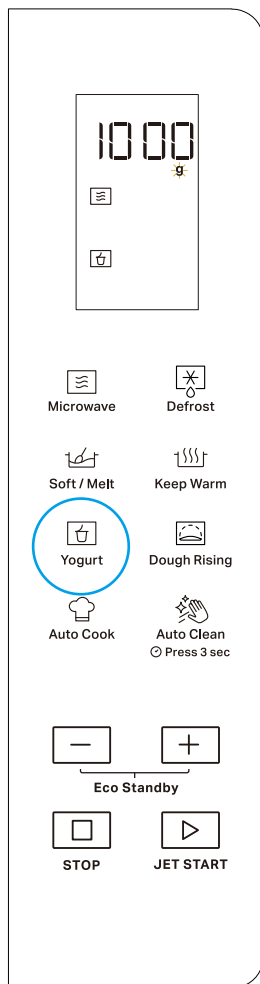 1000
g
Microwave Defrost
Soft / Melt Keep Warm
Yogurt Dough Rising
Auto Cook Auto Clean
Press 3 sec
Eco Standby
STOP JET START